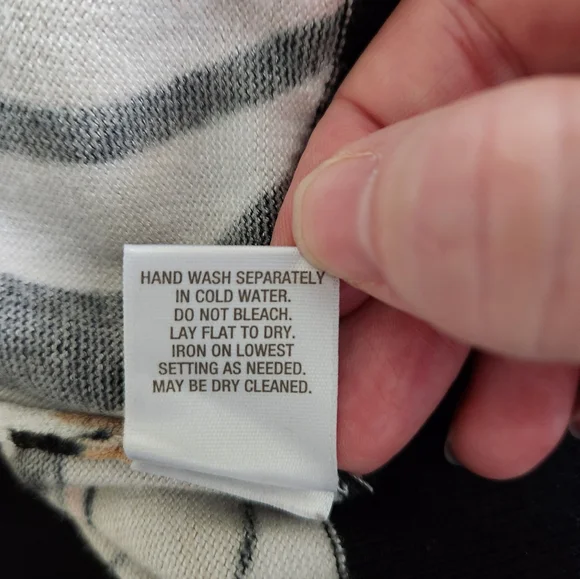 HAND WASH SEPARATELY
IN COLD WATER.
DO NOT BLEACH.
LAY FLAT TO DRY.
IRON ON LOWEST
SETTING AS NEEDED.
MAY BE DRY CLEANED.